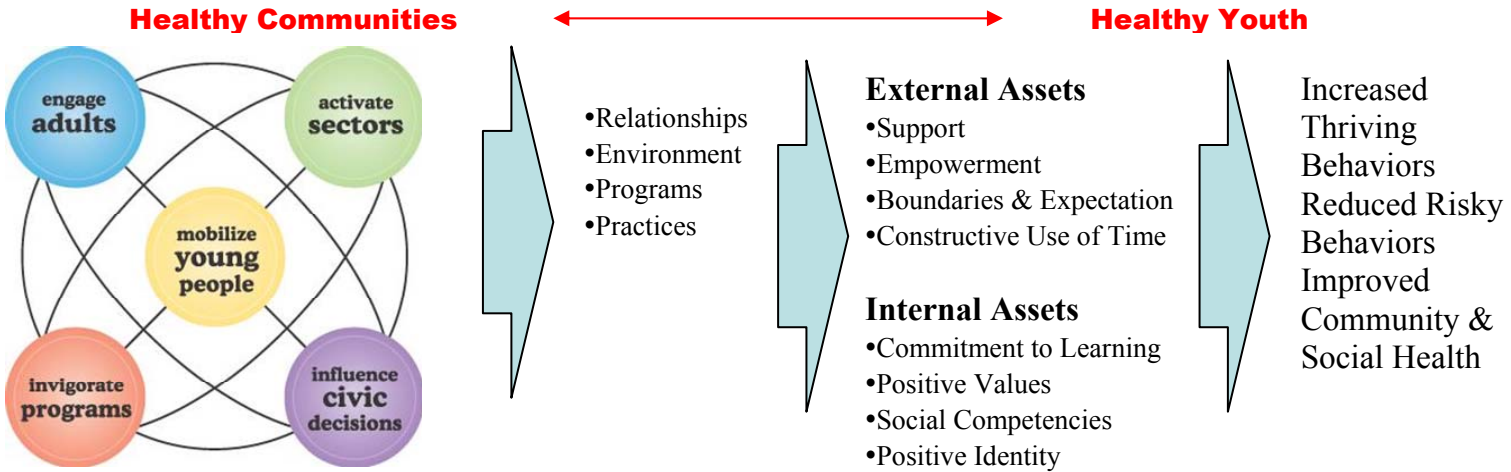 Healthy Communities
Healthy Youth
engage
adults
activate
sectors
mobilize
young
people
invigorate
programs
influence
civic
decisions
•Relationships
•Environment
•Programs
•Practices
External Assets
•Support
•Empowerment
•Boundaries & Expectation
•Constructive Use of Time
Internal Assets
•Commitment to Learning
•Positive Values
•Social Competencies
•Positive Identity
Increased
Thriving
Behaviors
Reduced Risky
Behaviors
Improved
Community &
Social Health